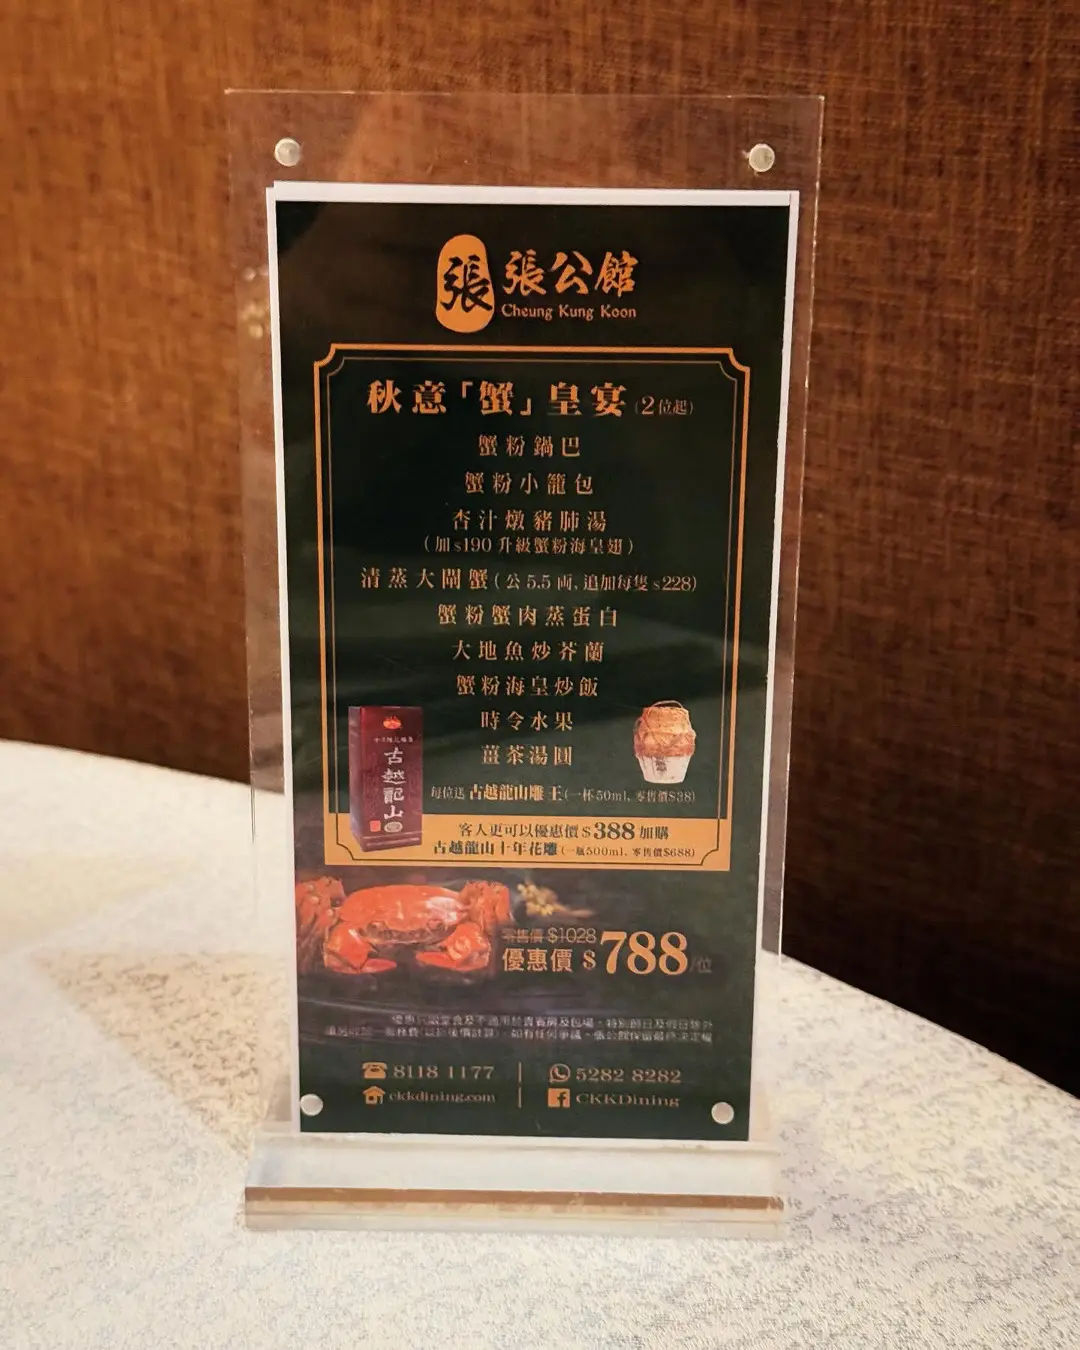 張 張公館
Cheung Kung Koon
秋意「蟹」皇宴 (2位起)
蟹粉鍋巴
蟹粉小籠包
杏汁燉豬肺湯
(加$190升級蟹粉海皇翅)
清蒸大閘蟹(公5.5両, 追加每隻$228)
蟹粉蟹肉蒸蛋白
大地魚炒芥蘭
蟹粉海皇炒飯
時令水果
薑茶湯圓
古越龍山
每位送 古越龍山雕王(一杯50ml, 零售價$38)
客人更可以優惠價$388加購
古越龍山十年花雕(一瓶500ml, 零售價$688)
零售價 $1028
優惠價 $788/位
8118 1177 | 5282 8282
ckkdining.com | CKKDining